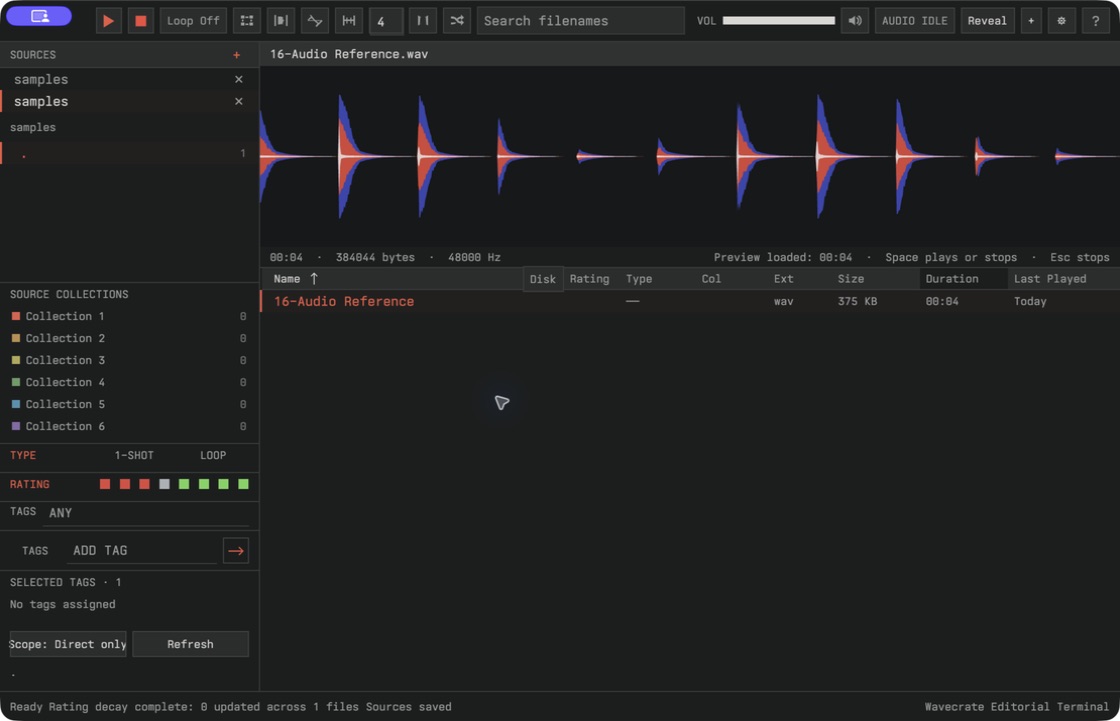 Loop Off 4 Search filenames VOL AUDIO IDLE Reveal + ?
SOURCES +
samples ×
samples ×
samples
. 1
SOURCE COLLECTIONS
Collection 1 0
Collection 2 0
Collection 3 0
Collection 4 0
Collection 5 0
Collection 6 0
TYPE 1-SHOT LOOP
RATING
TAGS ANY
TAGS ADD TAG →
SELECTED TAGS · 1
No tags assigned
Scope: Direct only Refresh
.
16-Audio Reference.wav
00:04 · 384044 bytes · 48000 Hz Preview loaded: 00:04 · Space plays or stops · Esc stops
Name ↑ Disk Rating Type Col Ext Size Duration Last Played
16-Audio Reference — wav 375 KB 00:04 Today
Ready Rating decay complete: 0 updated across 1 files Sources saved Wavecrate Editorial Terminal